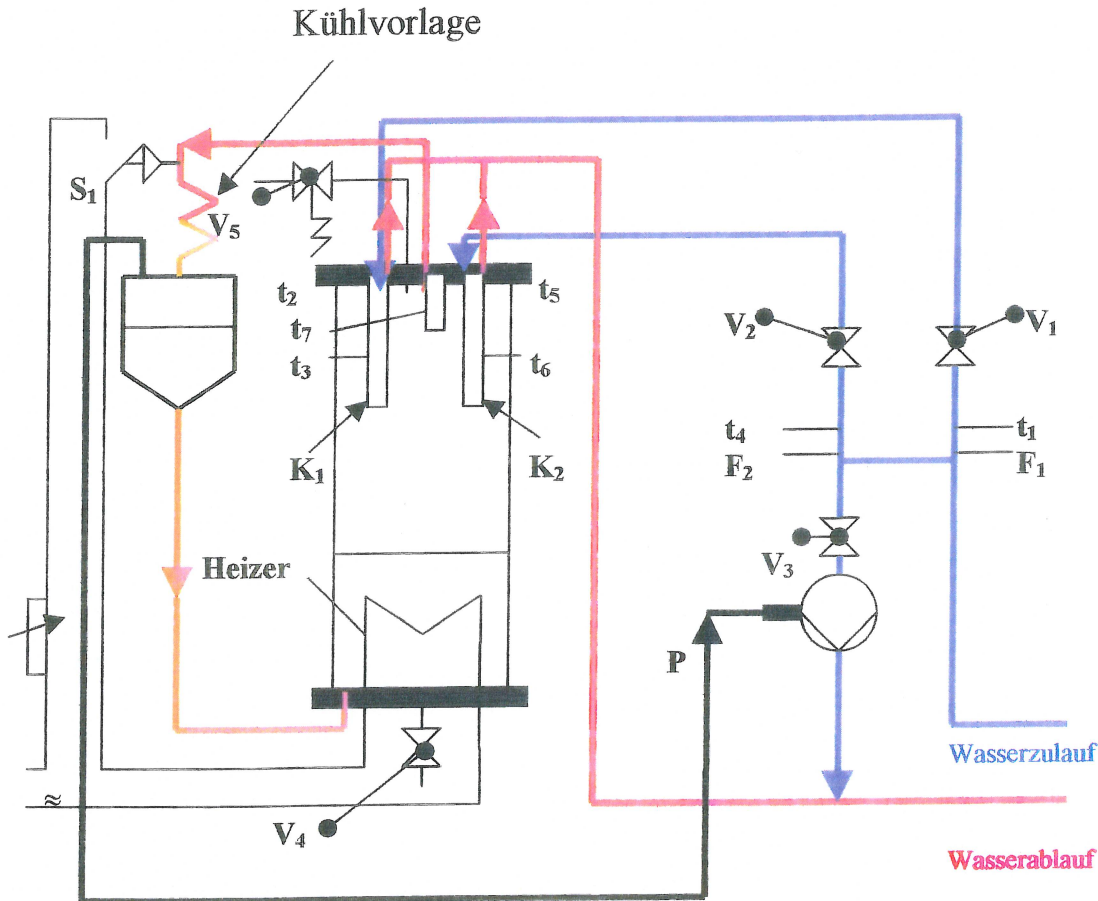 Kühlvorlage
S₁
V₅
t₂
t₅
t₇
V₂
V₁
t₃
t₆
t₄
t₁
K₁
K₂
F₂
F₁
V₃
Heizer
P
Wasserzulauf
≈
V₄
Wasserablauf